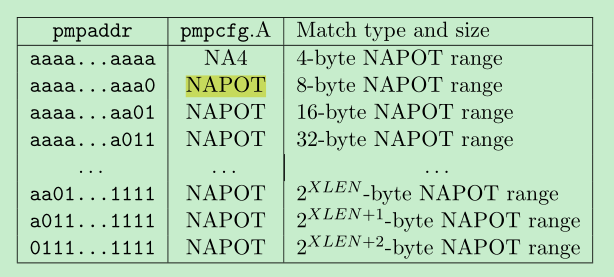 pmpaddr pmpcfg.A Match type and size
aaaa...aaaa NA4 4-byte NAPOT range
aaaa...aaa0 NAPOT 8-byte NAPOT range
aaaa...aa01 NAPOT 16-byte NAPOT range
aaaa...a011 NAPOT 32-byte NAPOT range
... ... ...
aa01...1111 NAPOT 2^{XLEN}-byte NAPOT range
a011...1111 NAPOT 2^{XLEN+1}-byte NAPOT range
0111...1111 NAPOT 2^{XLEN+2}-byte NAPOT range